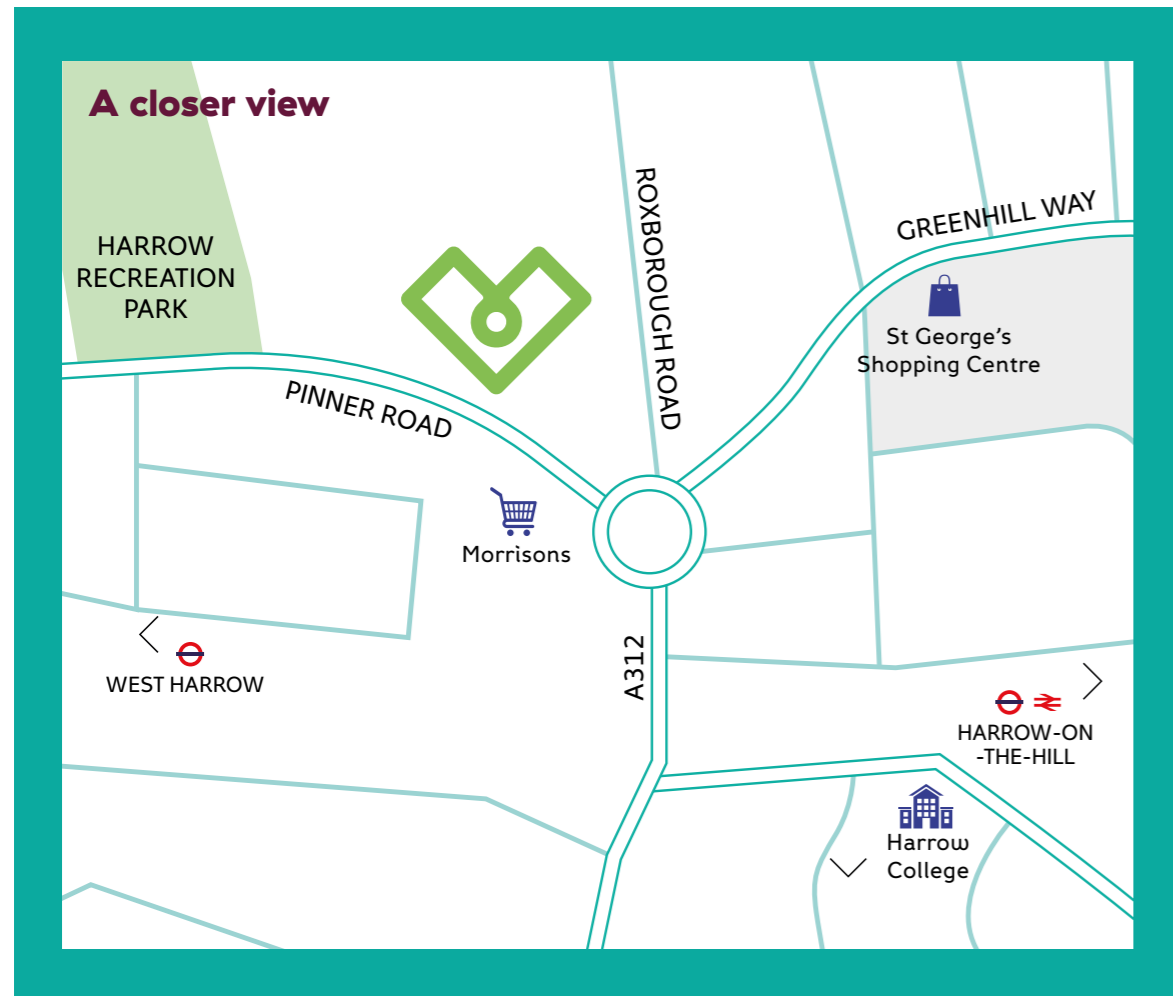 A closer view
HARROW
RECREATION
PARK
ROXBOROUGH ROAD
GREENHILL WAY
St George’s
Shopping Centre
PINNER ROAD
Morrisons
WEST HARROW
A312
HARROW-ON
-THE-HILL
Harrow
College